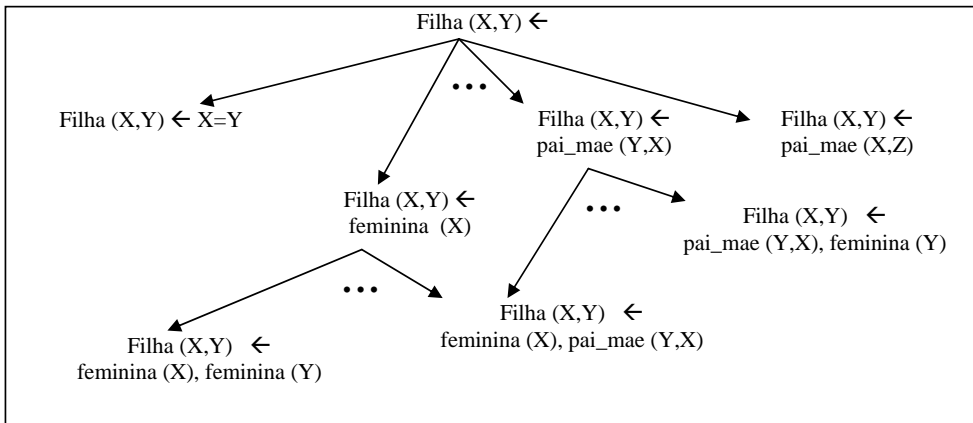 Filha (X,Y) ←
•••
Filha (X,Y) ← X=Y
Filha (X,Y) ←
pai_mae (Y,X)
Filha (X,Y) ←
pai_mae (X,Z)
Filha (X,Y) ←
feminina (X)
•••
Filha (X,Y) ←
pai_mae (Y,X), feminina (Y)
•••
Filha (X,Y) ←
feminina (X), feminina (Y)
Filha (X,Y) ←
feminina (X), pai_mae (Y,X)